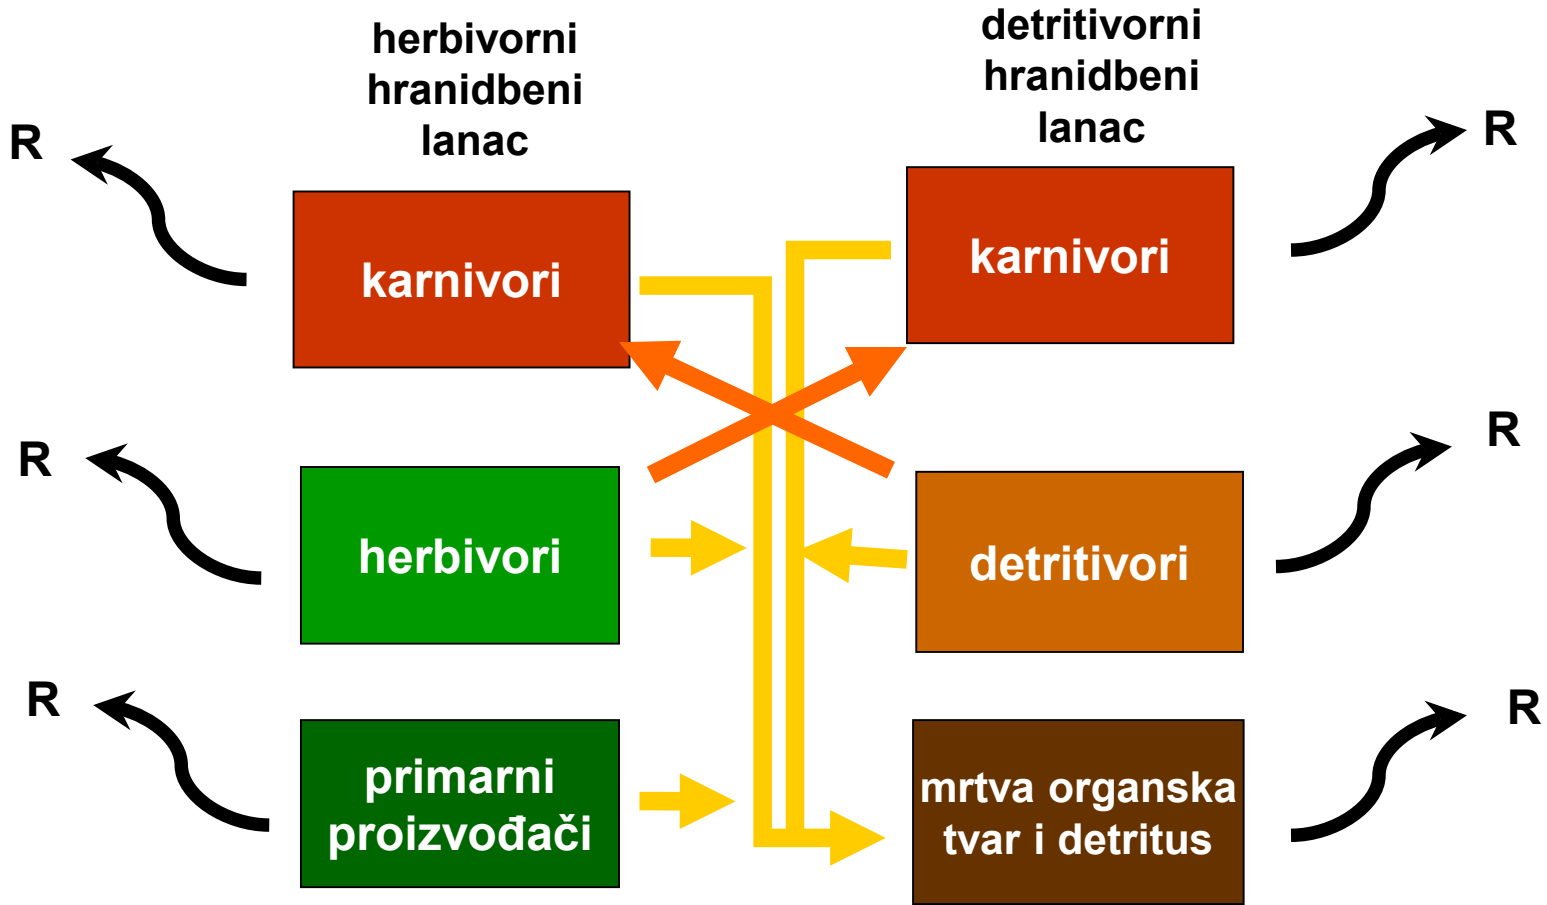 herbivorni
hranidbeni
lanac
detritivorni
hranidbeni
lanac
R
R
karnivori
karnivori
R
R
herbivori
detritivori
R
R
primarni
proizvođači
mrtva organska
tvar i detritus